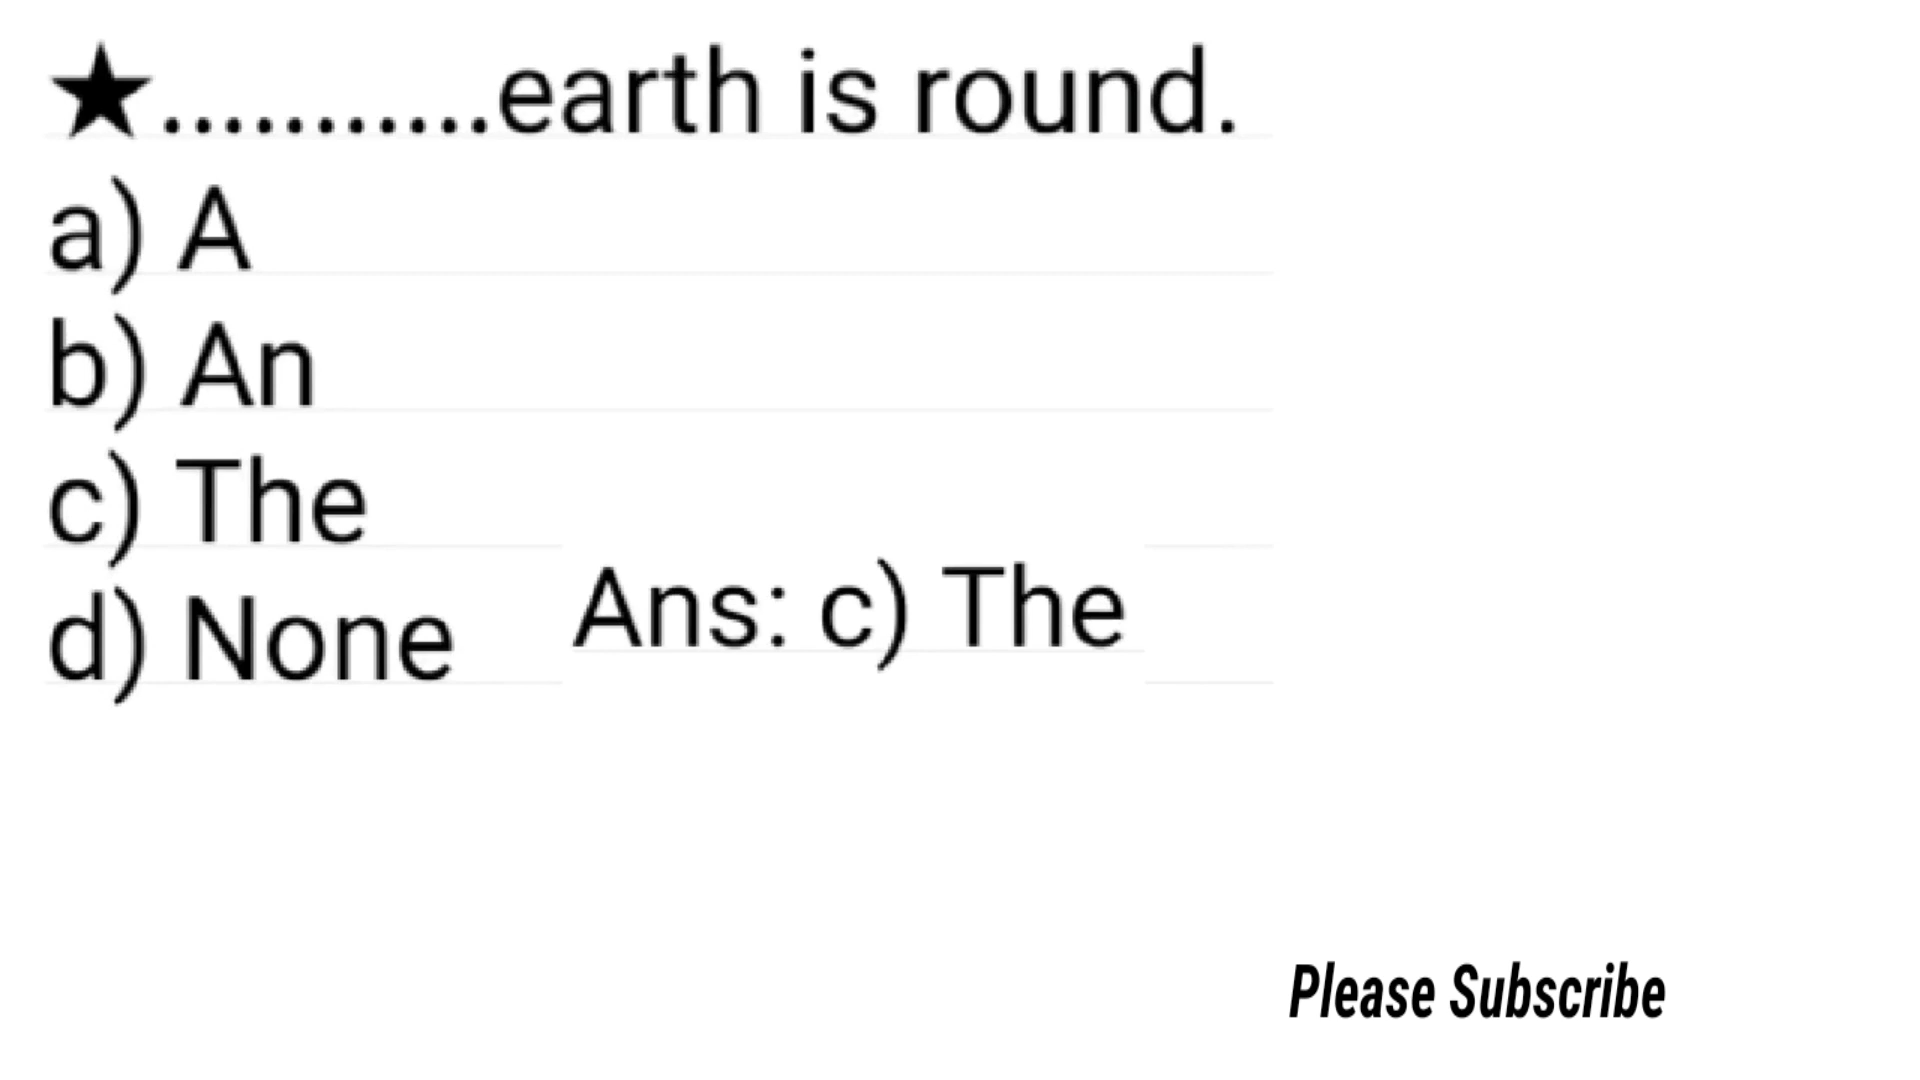 ★...........earth is round.
a) A
b) An
c) The
d) None
Ans: c) The
Please Subscribe